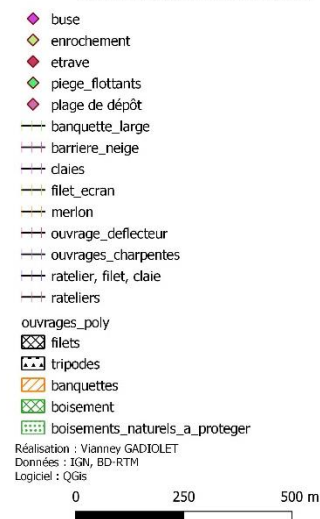 buse
enrochement
etrave
piege_flottants
plage de dépôt
banquette_large
barriere_neige
claies
filet_ecran
merlon
ouvrage_deflecteur
ouvrages_charpentes
ratelier, filet, claie
rateliers
ouvrages_poly
filets
tripodes
banquettes
boisement
boisements_naturels_a_proteger
Réalisation : Vianney GADIOLET
Données : IGN, BD-RTM
Logiciel : QGis
0 250 500 m